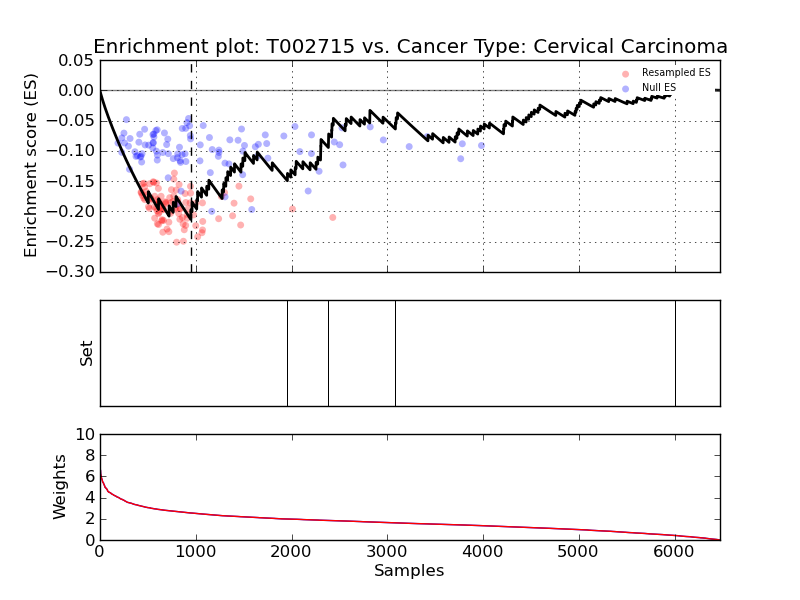 Enrichment plot: T002715 vs. Cancer Type: Cervical Carcinoma
Enrichment score (ES)
0.05
0.00
−0.05
−0.10
−0.15
−0.20
−0.25
−0.30
Resampled ES
Null ES
Set
Weights
10
8
6
4
2
0
0 1000 2000 3000 4000 5000 6000
Samples